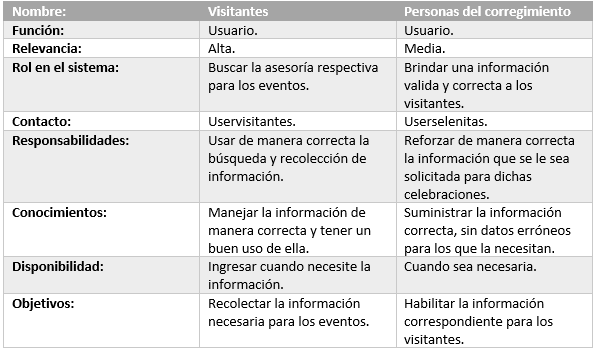 Nombre: Visitantes Personas del corregimiento
Función: Usuario. Usuario.
Relevancia: Alta. Media.
Rol en el sistema: Buscar la asesoría respectiva Brindar una información
para los eventos. valida y correcta a los
visitantes.
Contacto: Uservisitantes. Userselenitas.
Responsabilidades: Usar de manera correcta la Reforzar de manera correcta
búsqueda y recolección de la información que se le sea
información. solicitada para dichas
celebraciones.
Conocimientos: Manejar la información de Suministrar la información
manera correcta y tener un correcta, sin datos erróneos
buen uso de ella. para los que la necesitan.
Disponibilidad: Ingresar cuando necesite la Cuando sea necesaria.
información.
Objetivos: Recolectar la información Habilitar la información
necesaria para los eventos. correspondiente para los
visitantes.